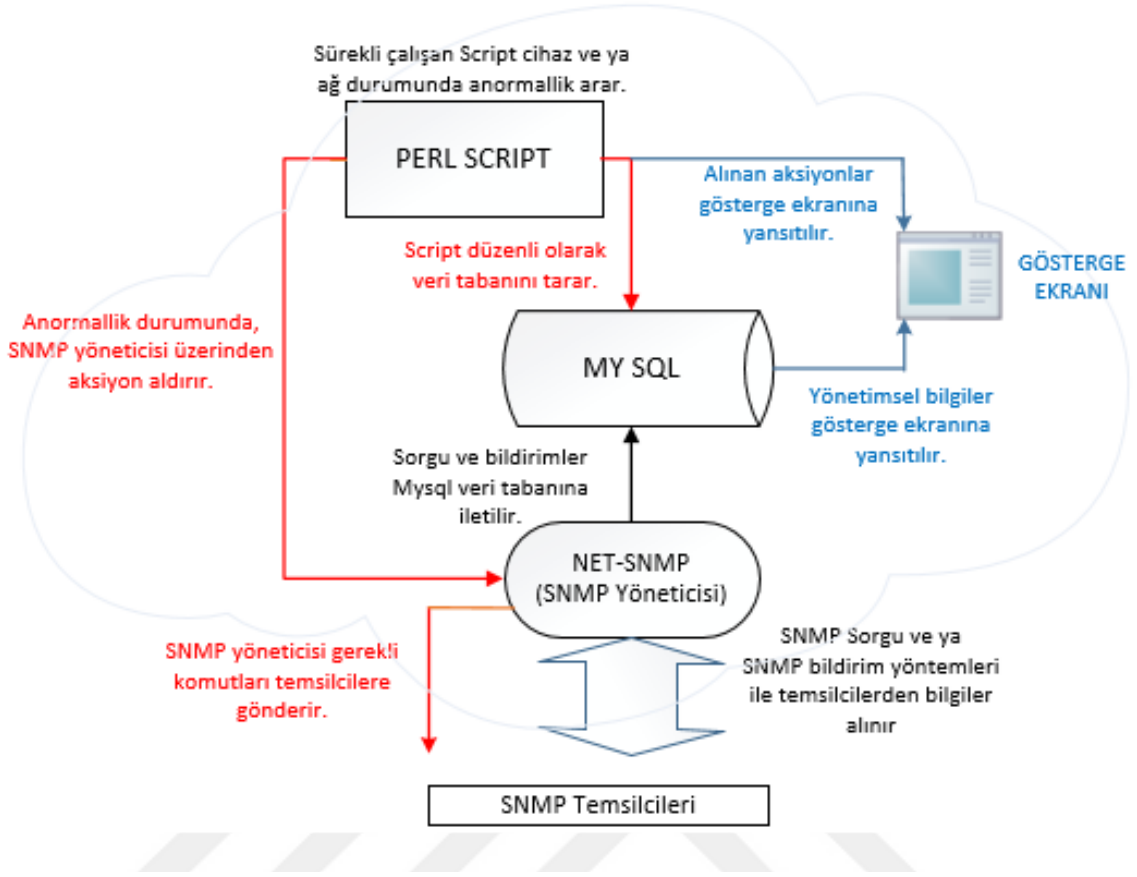 Sürekli çalışan Script cihaz ve ya
ağ durumunda anormallik arar.
PERL SCRIPT
Alınan aksiyonlar
gösterge ekranına
yansıtılır.
Script düzenli olarak
veri tabanını tarar.
GÖSTERGE
EKRANI
Anormallik durumunda,
SNMP yöneticisi üzerinden
aksiyon aldırır.
MY SQL
Yönetimsel bilgiler
gösterge ekranına
yansıtılır.
Sorgu ve bildirimler
Mysql veri tabanına
iletilir.
NET-SNMP
(SNMP Yöneticisi)
SNMP yöneticisi gerekli
komutları temsilcilere
gönderir.
SNMP Sorgu ve ya
SNMP bildirim yöntemleri
ile temsilcilerden bilgiler
alınır
SNMP Temsilcileri